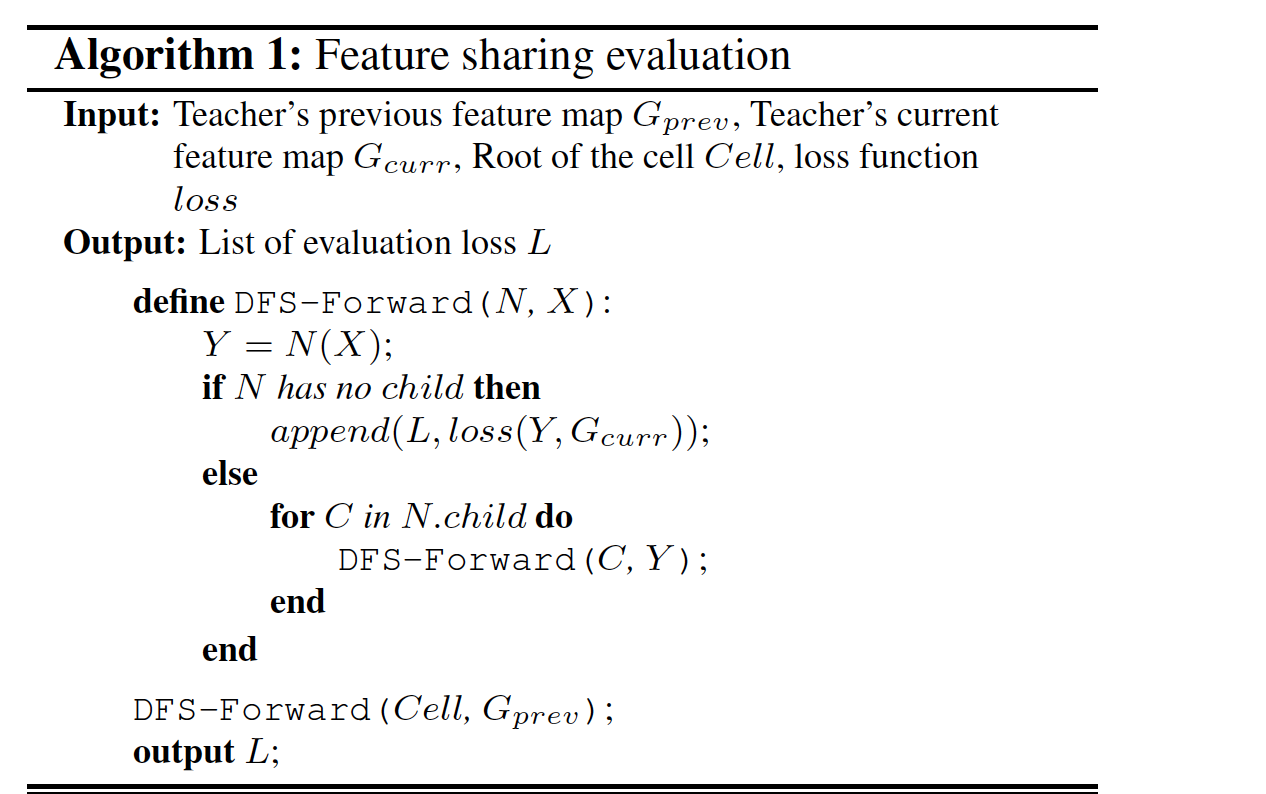 Algorithm 1: Feature sharing evaluation
Input: Teacher's previous feature map G_{prev}, Teacher's current
feature map G_{curr}, Root of the cell Cell, loss function
loss
Output: List of evaluation loss L
define DFS-Forward(N, X):
Y = N(X);
if N has no child then
append(L, loss(Y, G_{curr}));
else
for C in N.child do
DFS-Forward(C, Y);
end
end
DFS-Forward(Cell, G_{prev});
output L;